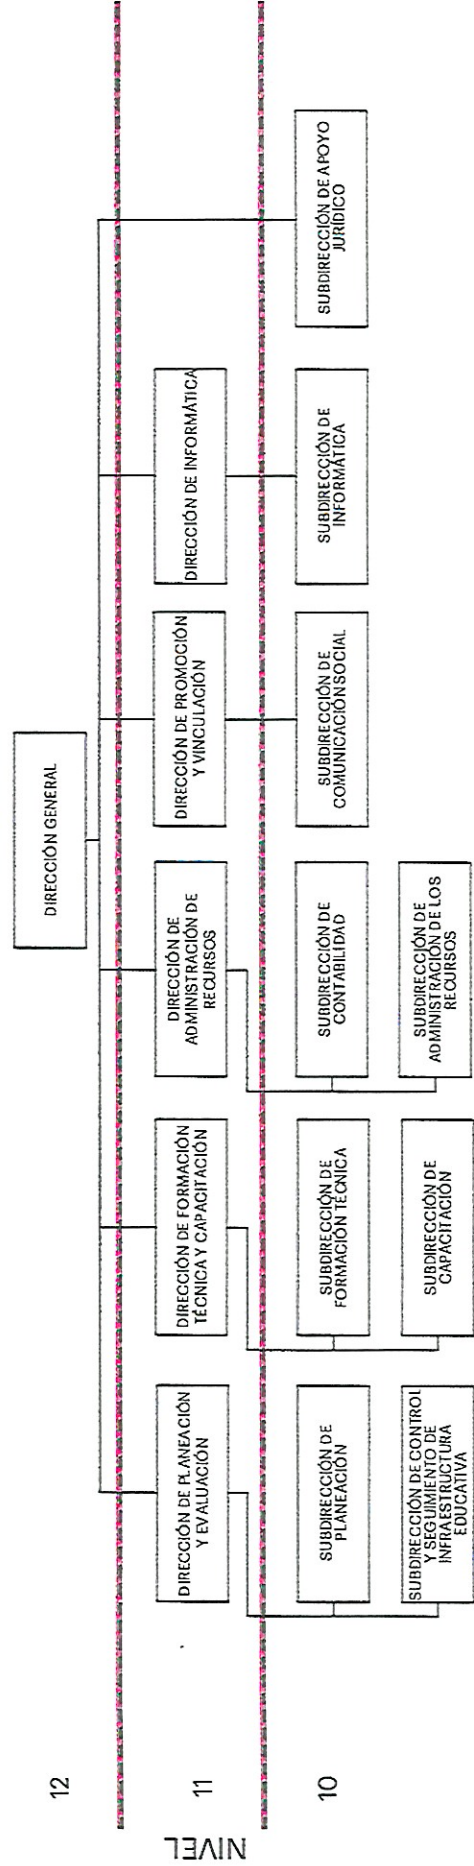 DIRECCIÓN GENERAL
12
DIRECCIÓN DE PLANEACIÓN
Y EVALUACIÓN
DIRECCIÓN DE FORMACIÓN
TÉCNICA Y CAPACITACIÓN
DIRECCIÓN DE
ADMINISTRACIÓN DE
RECURSOS
DIRECCIÓN DE PROMOCIÓN
Y VINCULACIÓN
DIRECCIÓN DE INFORMÁTICA
NIVEL
11
SUBDIRECCIÓN DE
PLANEACIÓN
SUBDIRECCIÓN DE
FORMACIÓN TÉCNICA
SUBDIRECCIÓN DE
CONTABILIDAD
SUBDIRECCIÓN DE
COMUNICACIÓN SOCIAL
SUBDIRECCIÓN DE
INFORMÁTICA
SUBDIRECCIÓN DE APOYO
JURÍDICO
10
SUBDIRECCIÓN DE CONTROL
Y SEGUIMIENTO DE
INFRAESTRUCTURA
EDUCATIVA
SUBDIRECCIÓN DE
CAPACITACIÓN
SUBDIRECCIÓN DE
ADMINISTRACIÓN DE LOS
RECURSOS